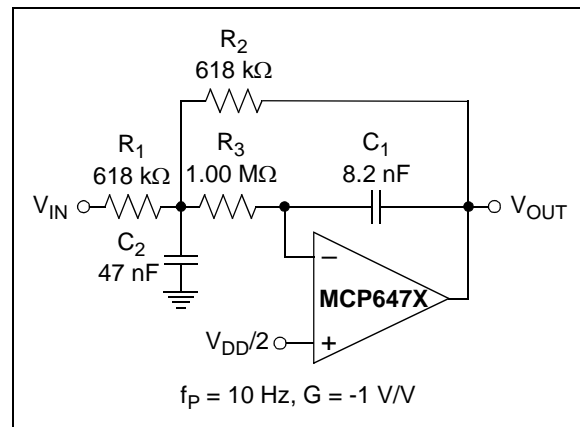 R2
618 kΩ
R1
618 kΩ
R3
1.00 MΩ
C1
8.2 nF
VIN
VOUT
C2
47 nF
–
MCP647X
VDD/2
+
fP = 10 Hz, G = -1 V/V